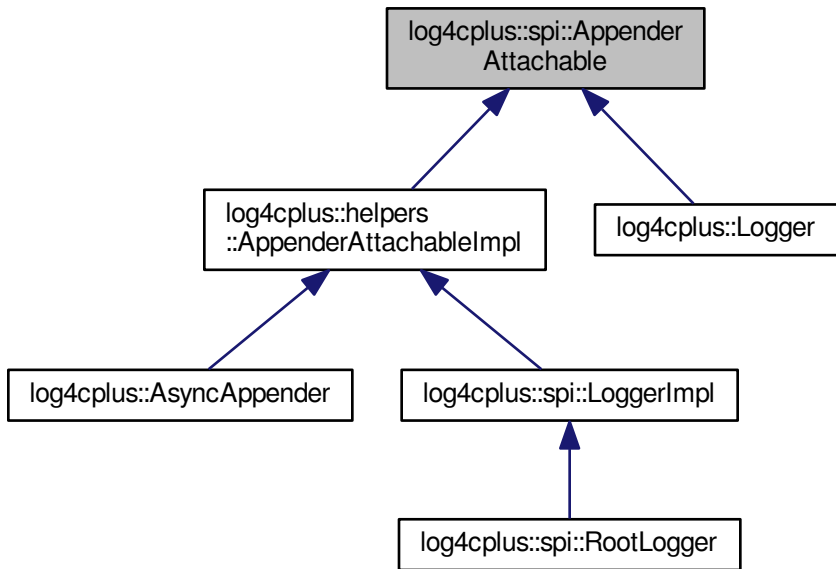 log4cplus::spi::Appender
Attachable
log4cplus::helpers
::AppenderAttachableImpl
log4cplus::Logger
log4cplus::AsyncAppender
log4cplus::spi::LoggerImpl
log4cplus::spi::RootLogger